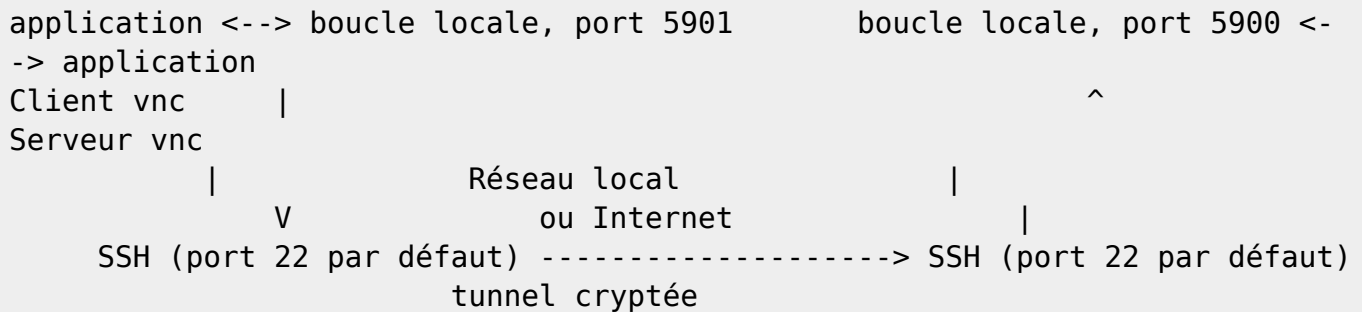 application <--> boucle locale, port 5901        boucle locale, port 5900 <-
-> application
Client vnc     |                                              ^
Serveur vnc
          |            Réseau local                |
              V            ou Internet                 |
     SSH (port 22 par défaut) --------------------> SSH (port 22 par défaut)
                      tunnel cryptée